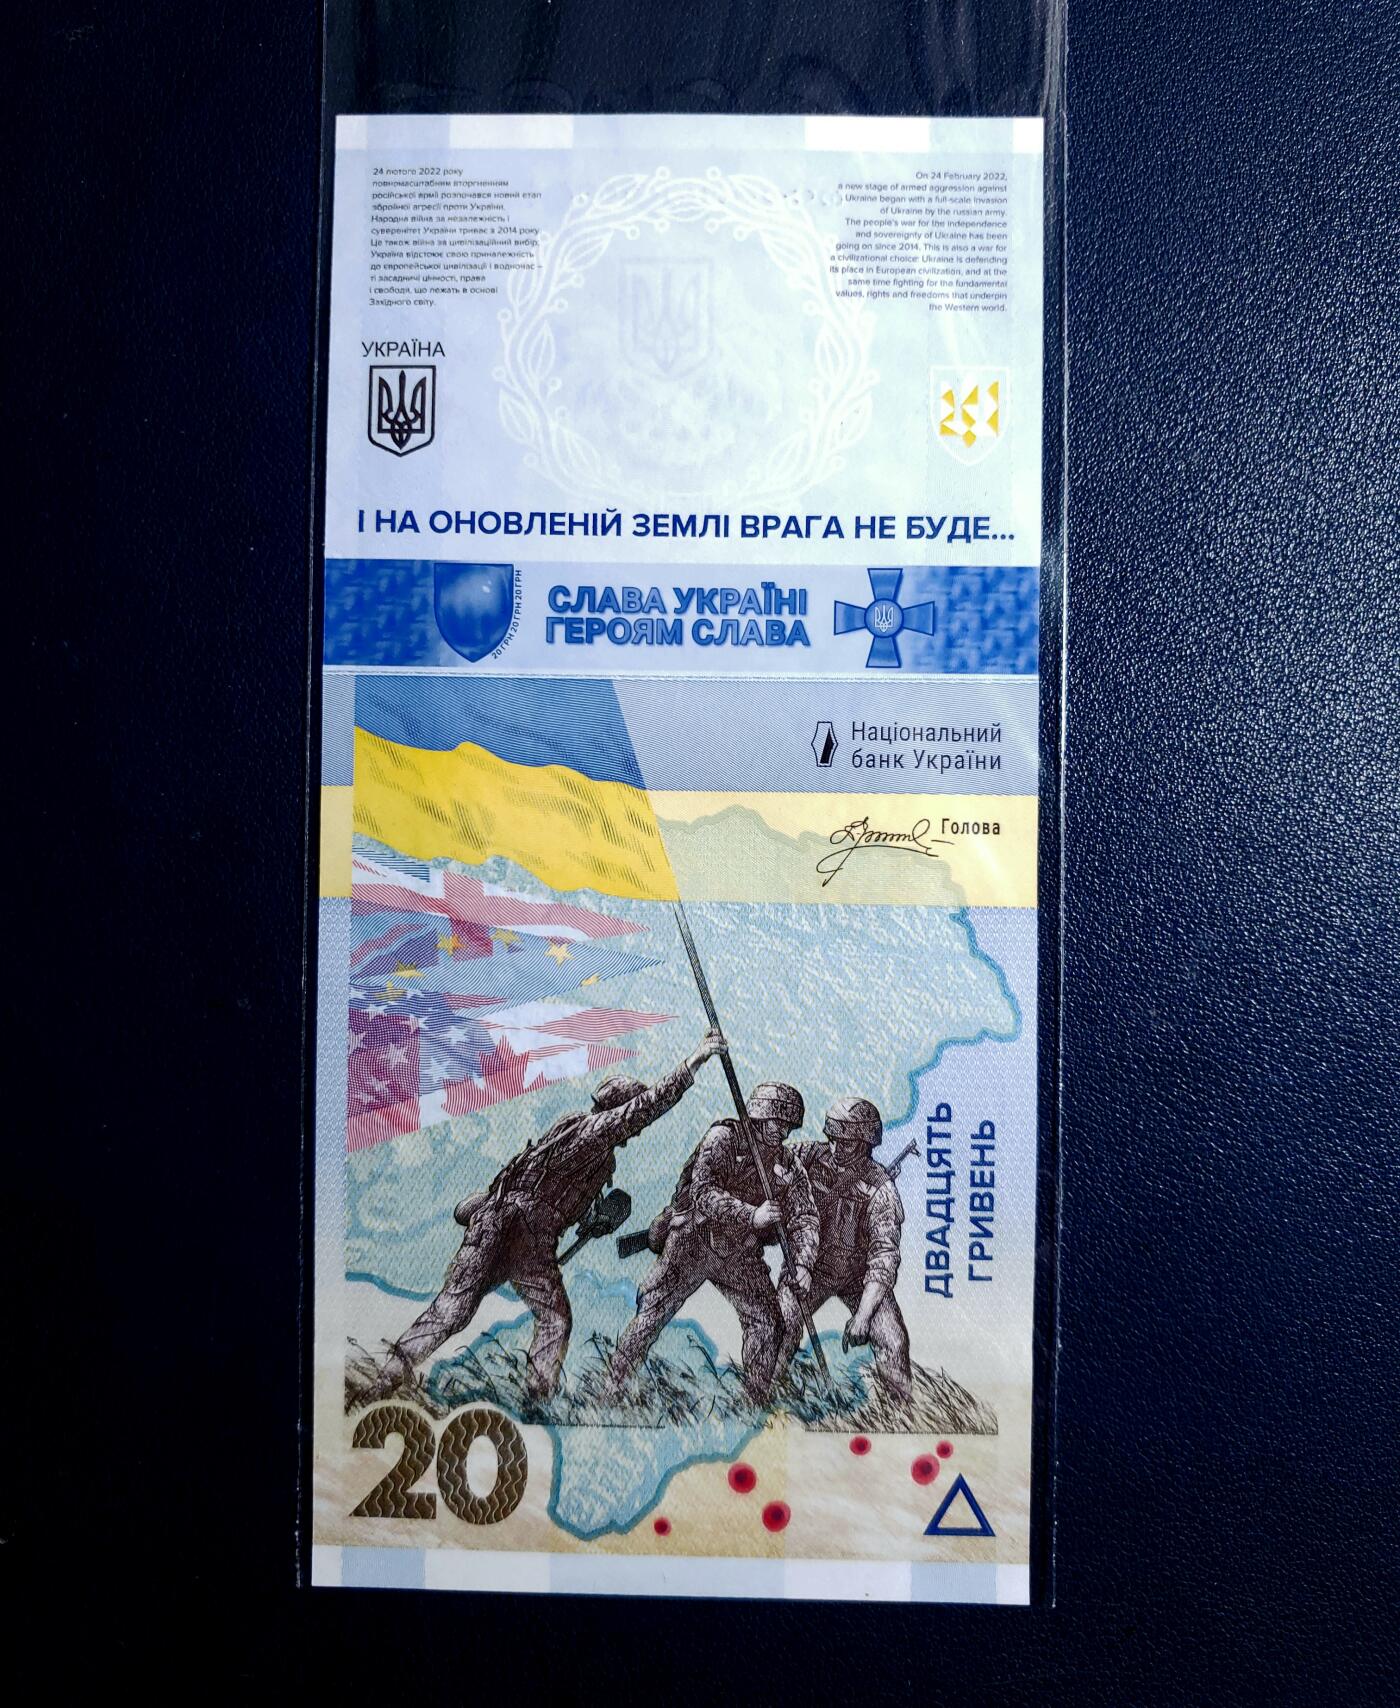 24 лютого 2022 року
повномасштабним вторгненням
російської армії розпочався новий етап
збройної агресії проти України.
Народна війна за незалежність і
суверенітет України триває з 2014 року.
Це також війна за цивілізаційний вибір:
Україна відстоює свою приналежність
до європейської цивілізації і водночас –
ті засадничі цінності, права
і свободи, що лежать в основі
Західного світу.
On 24 February 2022,
a new stage of armed aggression against
Ukraine began with a full-scale invasion
of Ukraine by the russian army.
The people's war for the independence
and sovereignty of Ukraine has been
going on since 2014. This is also a war for
a civilizational choice: Ukraine is defending
its place in European civilization, and at the
same time fighting for the fundamental
values, rights and freedoms that underpin
the Western world.
УКРАЇНА
І НА ОНОВЛЕНІЙ ЗЕМЛІ ВРАГА НЕ БУДЕ...
20 ГРН 20 ГРН 20 ГРН
СЛАВА УКРАЇНІ
ГЕРОЯМ СЛАВА
Національний
банк України
Голова
ДВАДЦЯТЬ
ГРИВЕНЬ
20